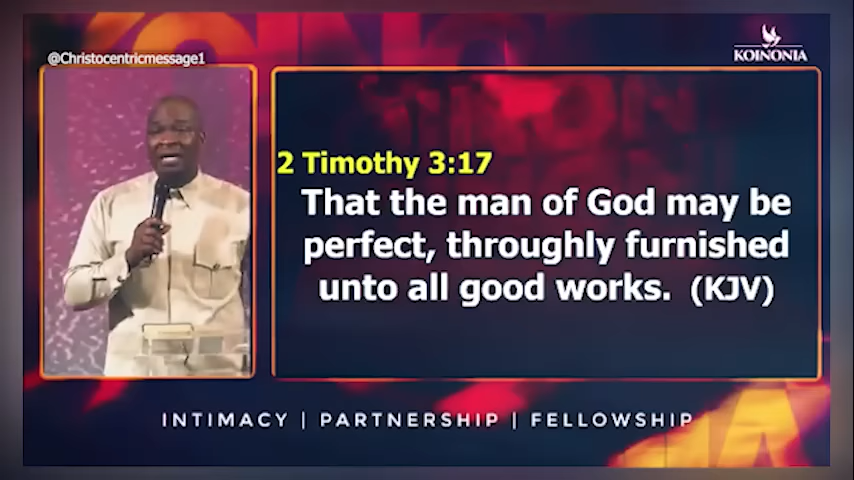 @Christocentricmessage1
KOINONIA
2 Timothy 3:17
That the man of God may be
perfect, throughly furnished
unto all good works. (KJV)
INTIMACY | PARTNERSHIP | FELLOWSHIP